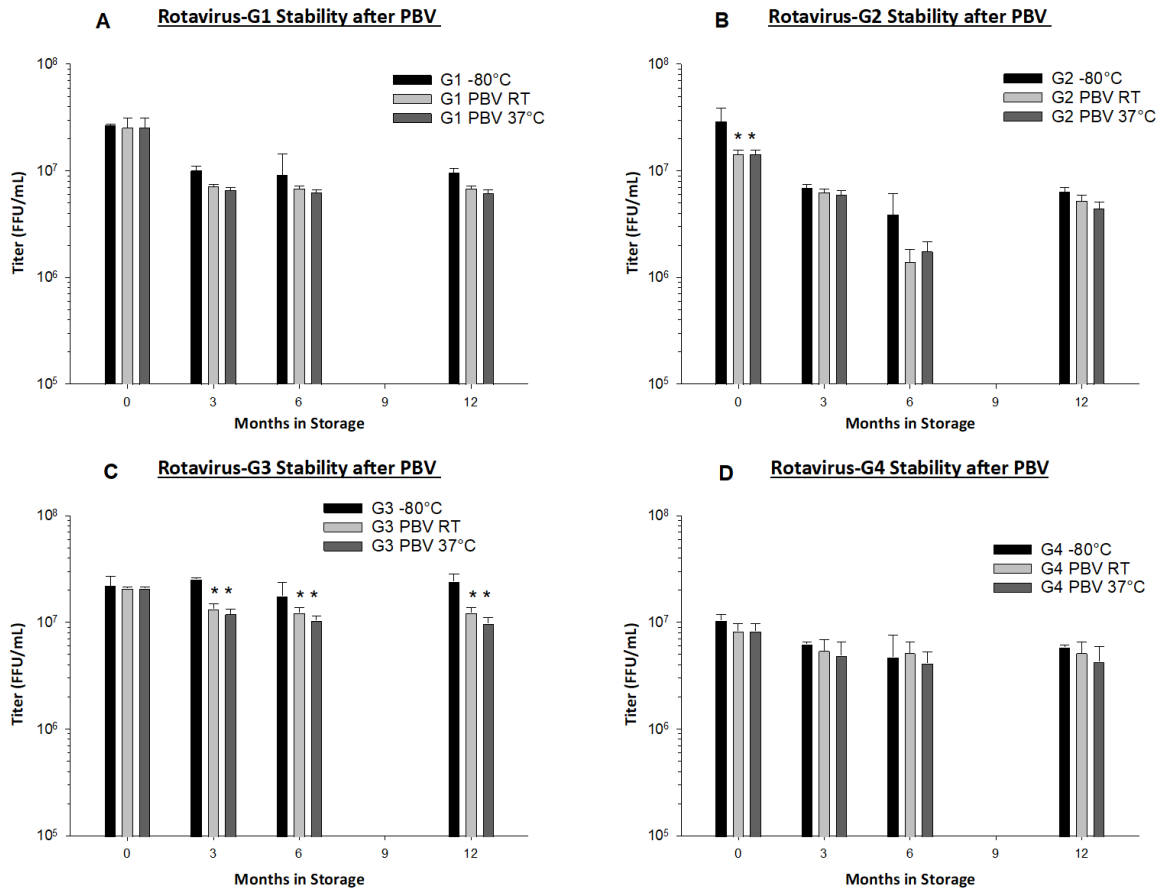 A
Rotavirus-G1 Stability after PBV
G1 -80°C
G1 PBV RT
G1 PBV 37°C
10⁸
10⁷
10⁶
10⁵
Titer (FFU/mL)
0 3 6 9 12
Months in Storage
B
Rotavirus-G2 Stability after PBV
G2 -80°C
G2 PBV RT
G2 PBV 37°C
10⁸
10⁷
10⁶
10⁵
Titer (FFU/mL)
* *
0 3 6 9 12
Months in Storage
C
Rotavirus-G3 Stability after PBV
G3 -80°C
G3 PBV RT
G3 PBV 37°C
10⁸
10⁷
10⁶
10⁵
Titer (FFU/mL)
* * * * * *
0 3 6 9 12
Months in Storage
D
Rotavirus-G4 Stability after PBV
G4 -80°C
G4 PBV RT
G4 PBV 37°C
10⁸
10⁷
10⁶
10⁵
Titer (FFU/mL)
0 3 6 9 12
Months in Storage